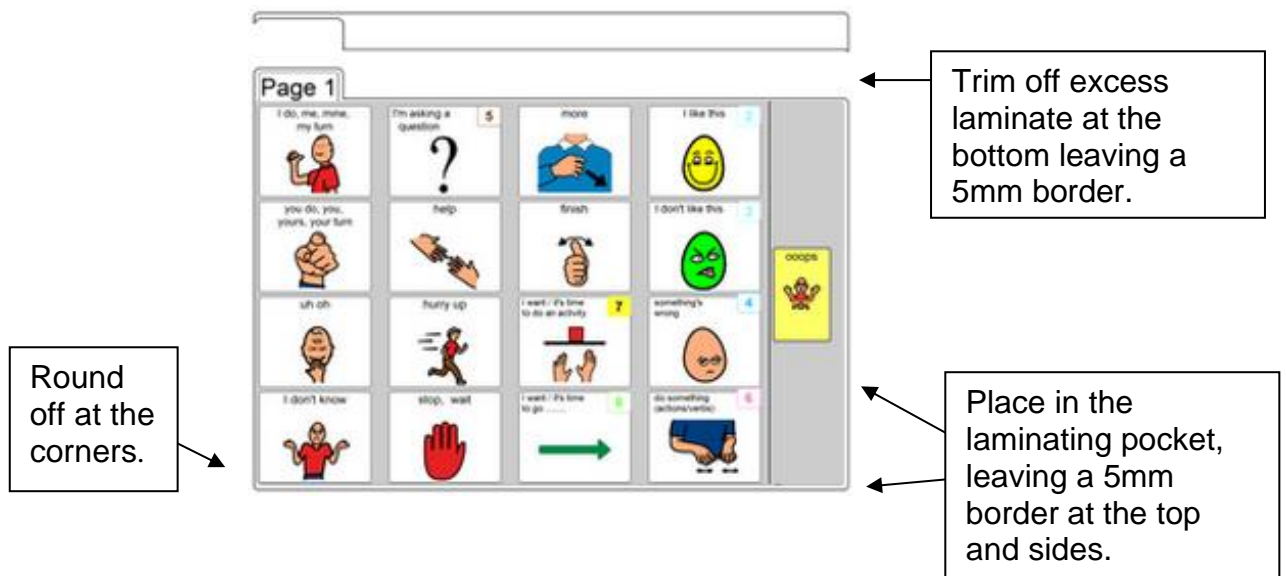 Page 1
I do, me, mine,
my turn
I'm asking a
question
5
more
I like this
2
you do, you,
yours, your turn
help
finish
I don't like this
3
ooops
uh oh
hurry up
i want / it's time
to do an activity
7
something's
wrong
4
I don't know
stop, wait
i want / it's time
to go ........
8
do something
(actions/verbs)
6
Trim off excess
laminate at the
bottom leaving a
5mm border.
Round
off at the
corners.
Place in the
laminating pocket,
leaving a 5mm
border at the top
and sides.